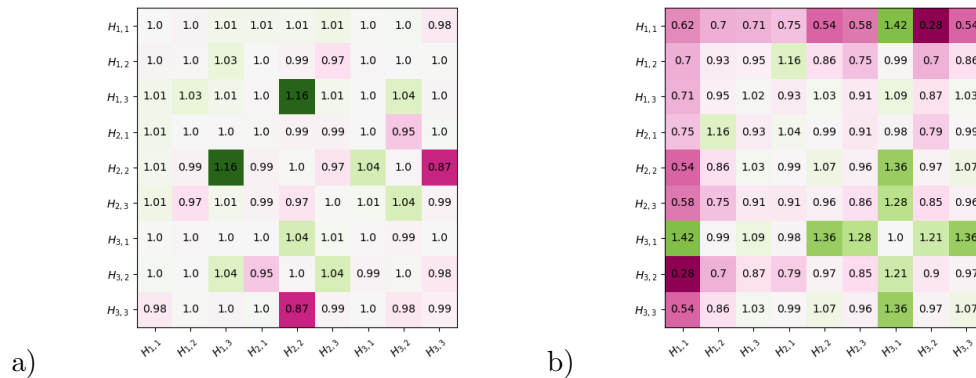 H1,1 1.0 1.0 1.01 1.01 1.01 1.01 1.0 1.0 0.98
H1,2 1.0 1.0 1.03 1.0 0.99 0.97 1.0 1.0 1.0
H1,3 1.01 1.03 1.01 1.0 1.16 1.01 1.0 1.04 1.0
H2,1 1.01 1.0 1.0 1.0 0.99 0.99 1.0 0.95 1.0
H2,2 1.01 0.99 1.16 0.99 1.0 0.97 1.04 1.0 0.87
H2,3 1.01 0.97 1.01 0.99 0.97 1.0 1.01 1.04 0.99
H3,1 1.0 1.0 1.0 1.0 1.04 1.01 1.0 0.99 1.0
H3,2 1.0 1.0 1.04 0.95 1.0 1.04 0.99 1.0 0.98
H3,3 0.98 1.0 1.0 1.0 0.87 0.99 1.0 0.98 0.99
H1,1 H1,2 H1,3 H2,1 H2,2 H2,3 H3,1 H3,2 H3,3
a)
H1,1 0.62 0.7 0.71 0.75 0.54 0.58 1.42 0.28 0.54
H1,2 0.7 0.93 0.95 1.16 0.86 0.75 0.99 0.7 0.86
H1,3 0.71 0.95 1.02 0.93 1.03 0.91 1.09 0.87 1.03
H2,1 0.75 1.16 0.93 1.04 0.99 0.91 0.98 0.79 0.99
H2,2 0.54 0.86 1.03 0.99 1.07 0.96 1.36 0.97 1.07
H2,3 0.58 0.75 0.91 0.91 0.96 0.86 1.28 0.85 0.96
H3,1 1.42 0.99 1.09 0.98 1.36 1.28 1.0 1.21 1.36
H3,2 0.28 0.7 0.87 0.79 0.97 0.85 1.21 0.9 0.97
H3,3 0.54 0.86 1.03 0.99 1.07 0.96 1.36 0.97 1.07
H1,1 H1,2 H1,3 H2,1 H2,2 H2,3 H3,1 H3,2 H3,3
b)